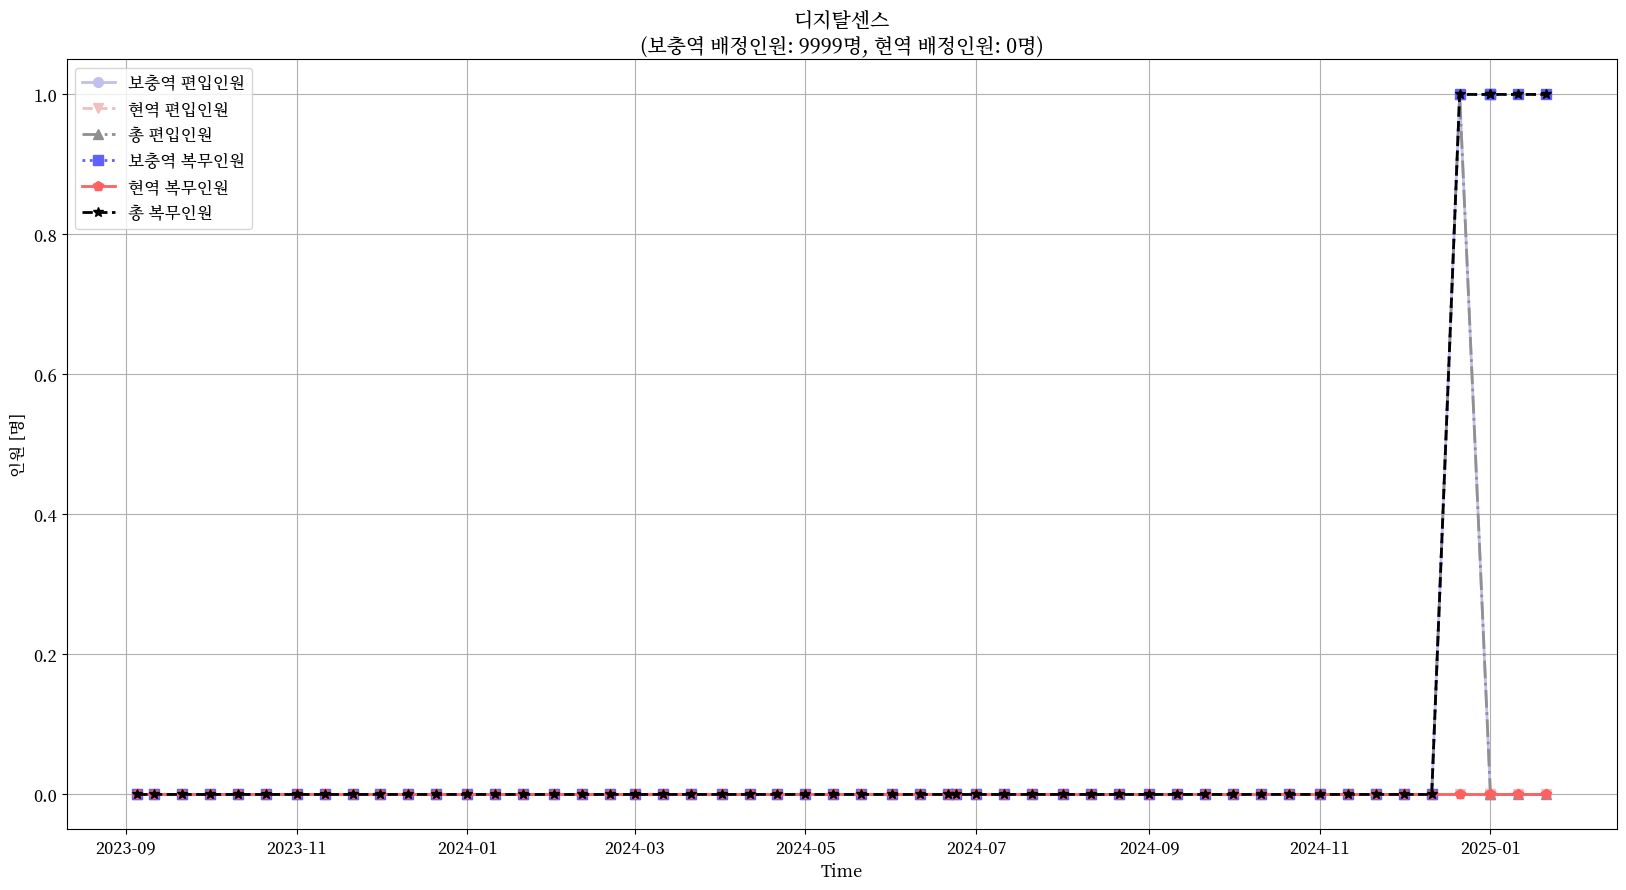 디지탈센스
(보충역 배정인원: 9999명, 현역 배정인원: 0명)
보충역 편입인원
현역 편입인원
총 편입인원
보충역 복무인원
현역 복무인원
총 복무인원
1.0
0.8
0.6
0.4
0.2
0.0
인원 [명]
2023-09
2023-11
2024-01
2024-03
2024-05
2024-07
2024-09
2024-11
2025-01
Time